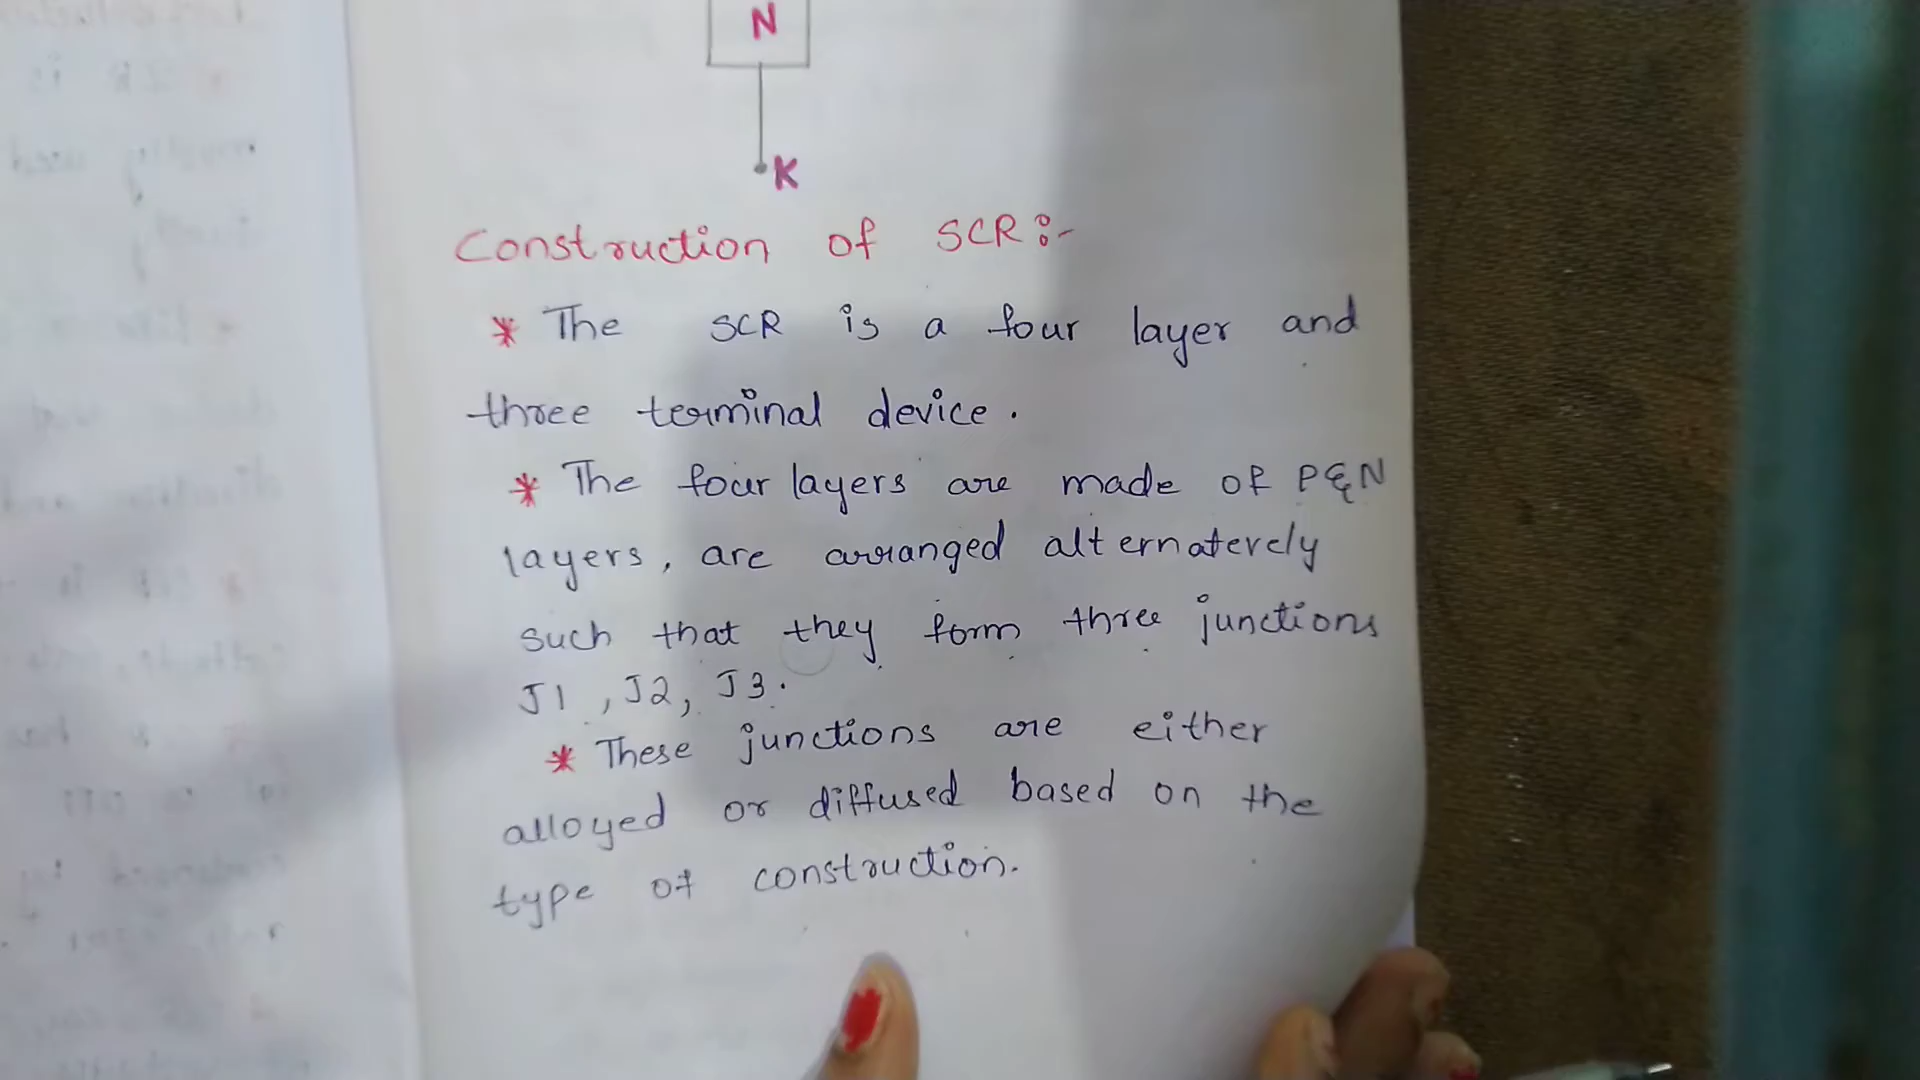 N
K
Construction of SCR:-
* The SCR is a four layer and
three terminal device.
* The four layers are made of P&N
layers, are arranged alternaterely
such that they form three junctions
J1, J2, J3.
* These junctions are either
alloyed or diffused based on the
type of construction.